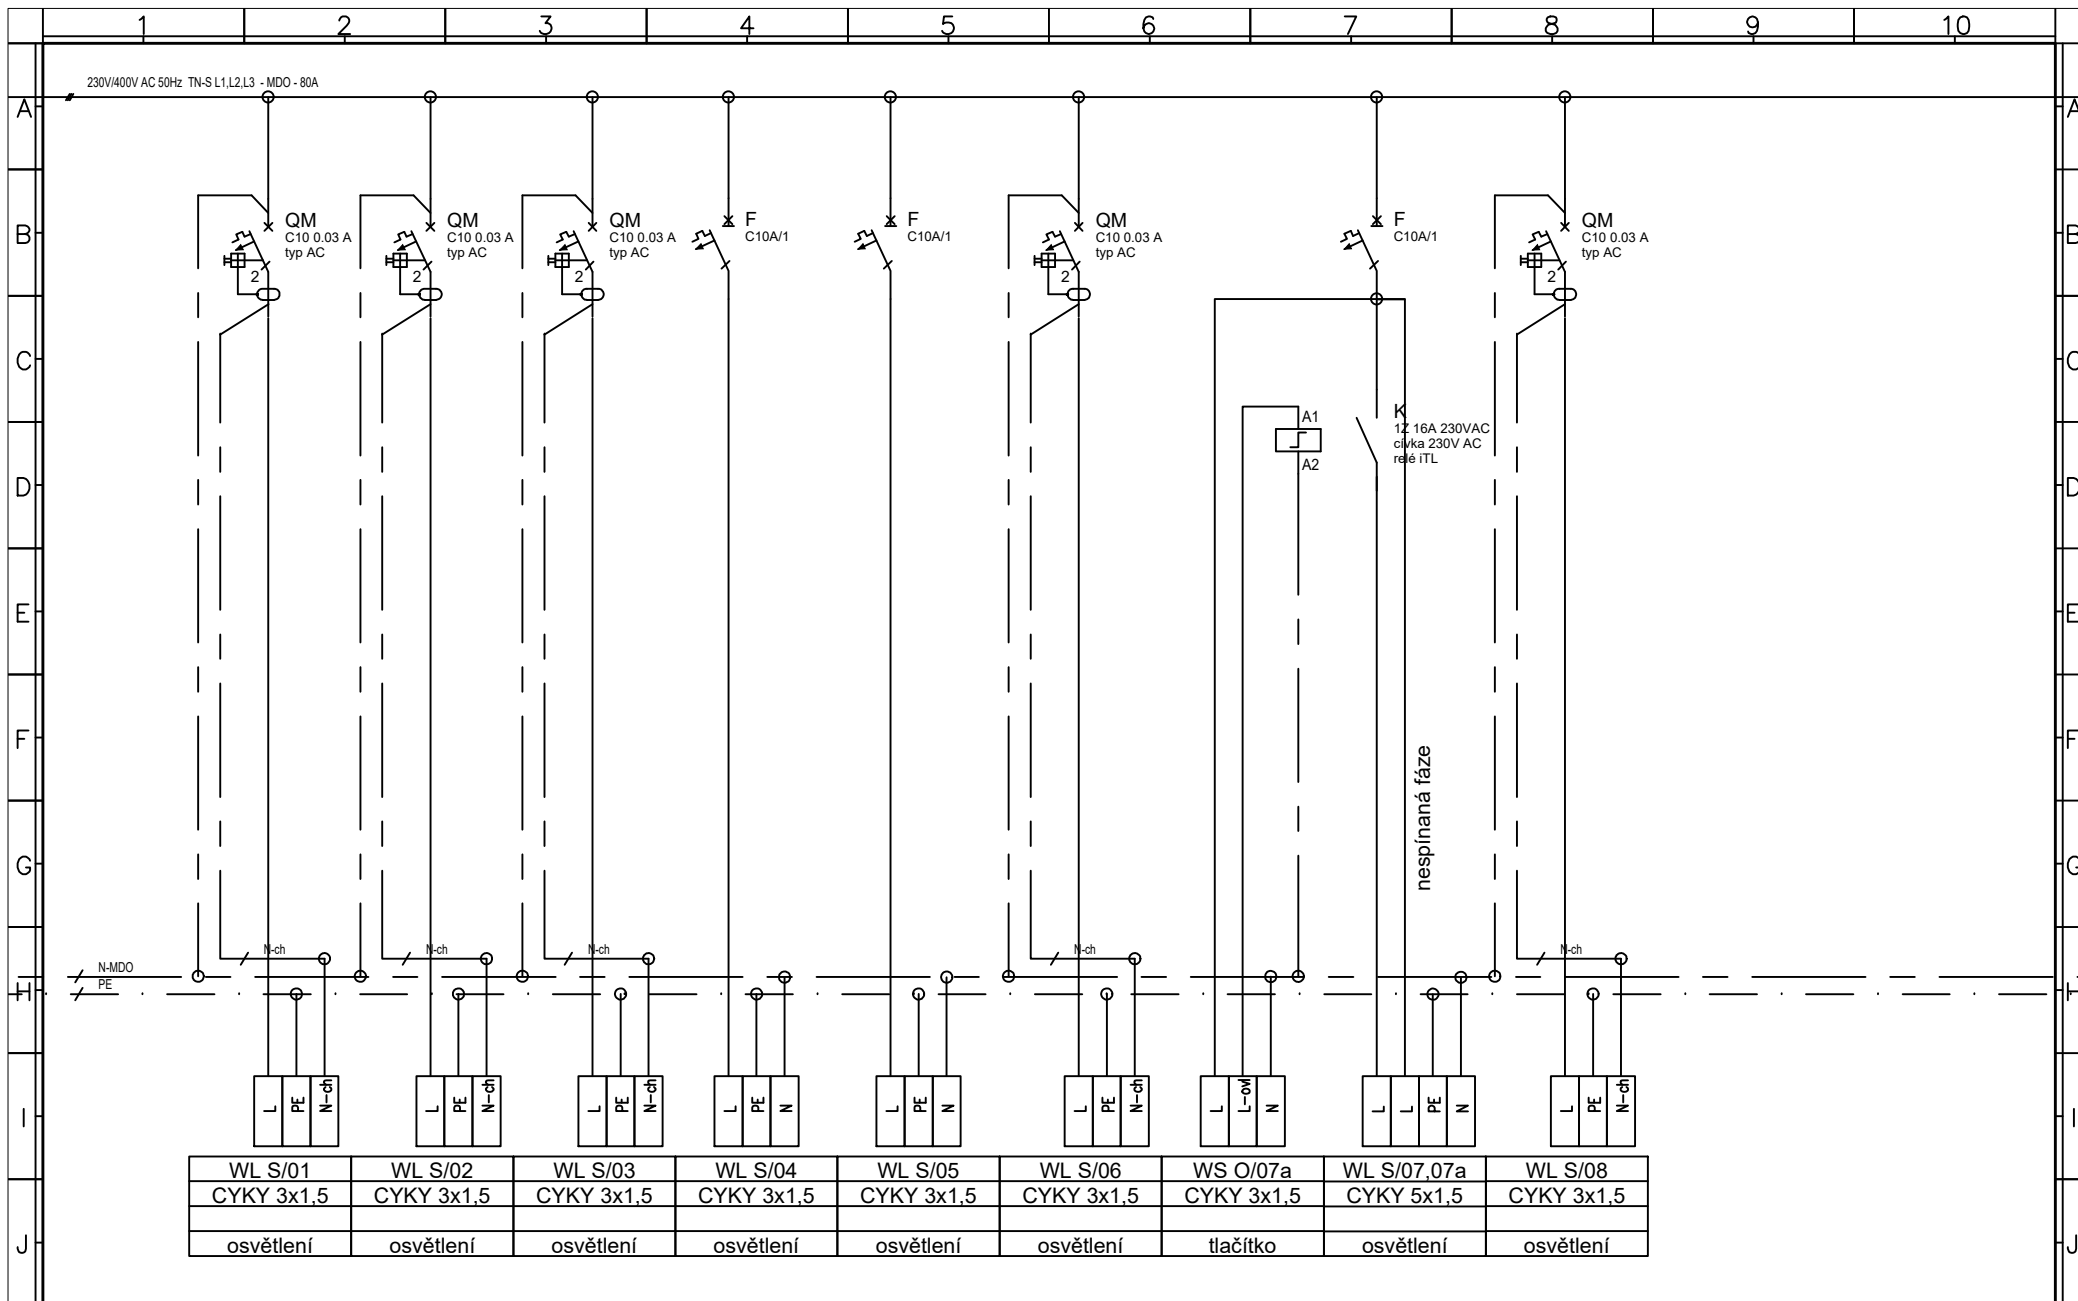 1 2 3 4 5 6 7 8 9 10
230V/400V AC 50Hz TN-S L1,L2,L3 - MDO - 80A
A A
B B
C C
D D
E E
F F
G G
H H
I I
J J
QM
C10 0.03 A
typ AC
2
QM
C10 0.03 A
typ AC
2
QM
C10 0.03 A
typ AC
2
F
C10A/1
F
C10A/1
QM
C10 0.03 A
typ AC
2
F
C10A/1
QM
C10 0.03 A
typ AC
2
A1
A2
K
1Z 16A 230VAC
cívka 230V AC
relé iTL
nespínaná fáze
N-ch N-ch N-ch N-ch N-ch
N-MDO
PE
L PE N-ch
L PE N-ch
L PE N-ch
L PE N
L PE N
L PE N-ch
L L-ovl N
L L PE N
L PE N-ch
WL S/01 WL S/02 WL S/03 WL S/04 WL S/05 WL S/06 WS O/07a WL S/07,07a WL S/08
CYKY 3x1,5 CYKY 3x1,5 CYKY 3x1,5 CYKY 3x1,5 CYKY 3x1,5 CYKY 3x1,5 CYKY 3x1,5 CYKY 5x1,5 CYKY 3x1,5
osvětlení osvětlení osvětlení osvětlení osvětlení osvětlení tlačítko osvětlení osvětlení